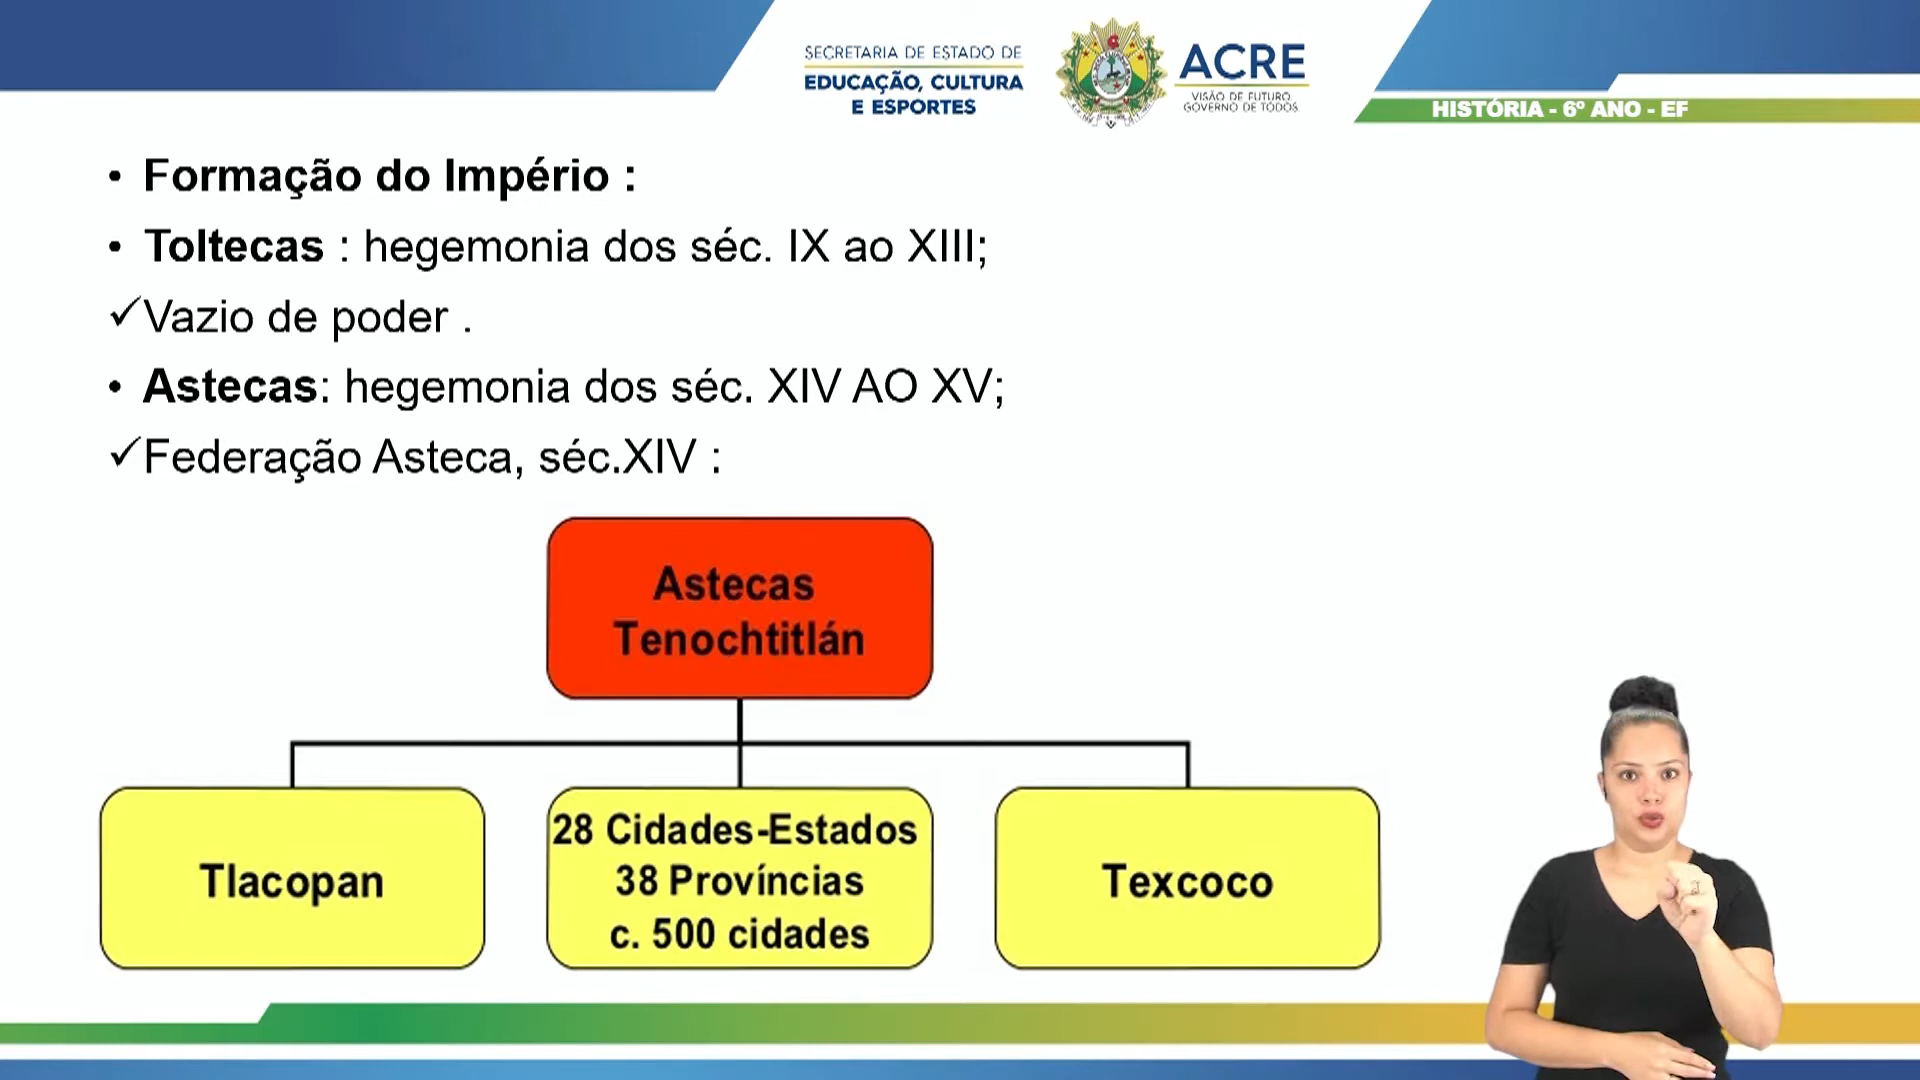 SECRETARIA DE ESTADO DE
EDUCAÇÃO, CULTURA
E ESPORTES
ACRE
VISÃO DE FUTURO.
GOVERNO DE TODOS.
HISTÓRIA - 6º ANO - EF
• Formação do Império :
• Toltecas : hegemonia dos séc. IX ao XIII;
✓Vazio de poder .
• Astecas: hegemonia dos séc. XIV AO XV;
✓Federação Asteca, séc.XIV :
Astecas
Tenochtitlán
Tlacopan
28 Cidades-Estados
38 Províncias
c. 500 cidades
Texcoco